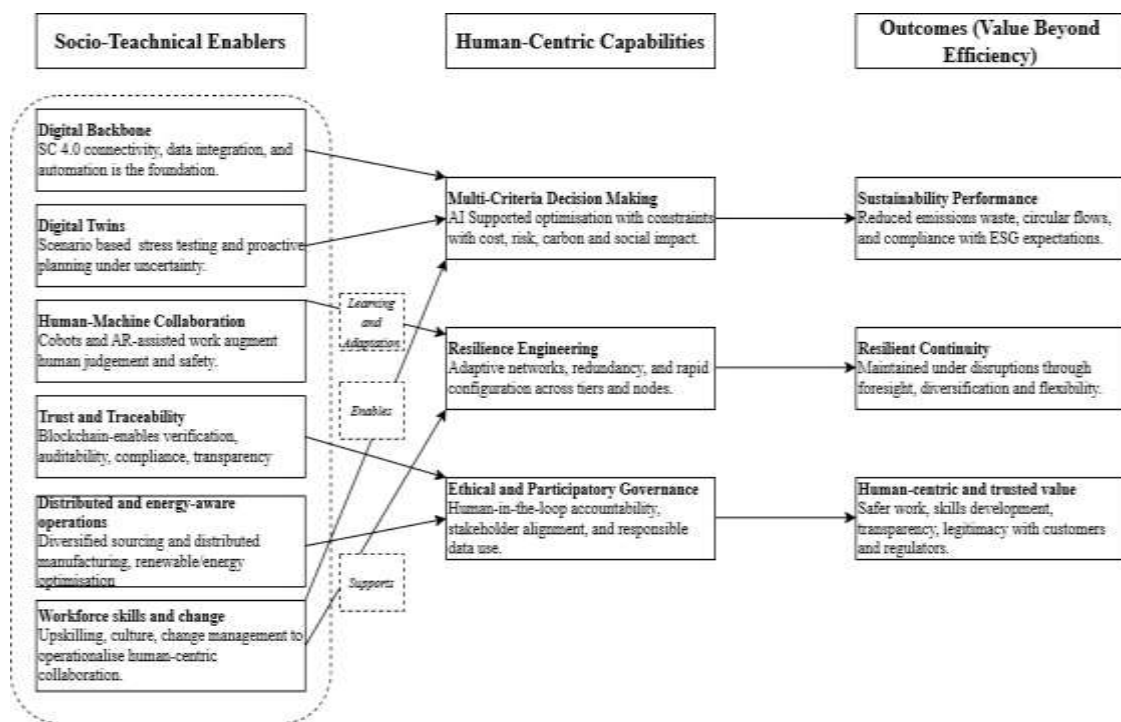 Socio-Teachnical Enablers
Human-Centric Capabilities
Outcomes (Value Beyond
Efficiency)
Digital Backbone
SC 4.0 connectivity, data integration, and
automation is the foundation.
Digital Twins
Scenario based stress testing and proactive
planning under uncertainty.
Human-Machine Collaboration
Cobots and AR-assisted work augment
human judgement and safety.
Trust and Traceability
Blockchain-enables verification,
auditability, compliance, transparency
Distributed and energy-aware
operations
Diversified sourcing and distributed
manufacturing, renewable/energy
optimisation
Workforce skills and change
Upskilling, culture, change management to
operationalise human-centric
collaboration.
Learning
and
Adaptation
Enables
Supports
Multi-Criteria Decision Making
AI Supported optimisation with constraints
with cost, risk, carbon and social impact.
Resilience Engineering
Adaptive networks, redundancy, and rapid
configuration across tiers and nodes.
Ethical and Participatory Governance
Human-in-the-loop accountability,
stakeholder alignment, and responsible
data use.
Sustainability Performance
Reduced emissions waste, circular flows,
and compliance with ESG expectations.
Resilient Continuity
Maintained under disruptions through
foresight, diversification and flexibility.
Human-centric and trusted value
Safer work, skills development,
transparency, legitimacy with customers
and regulators.